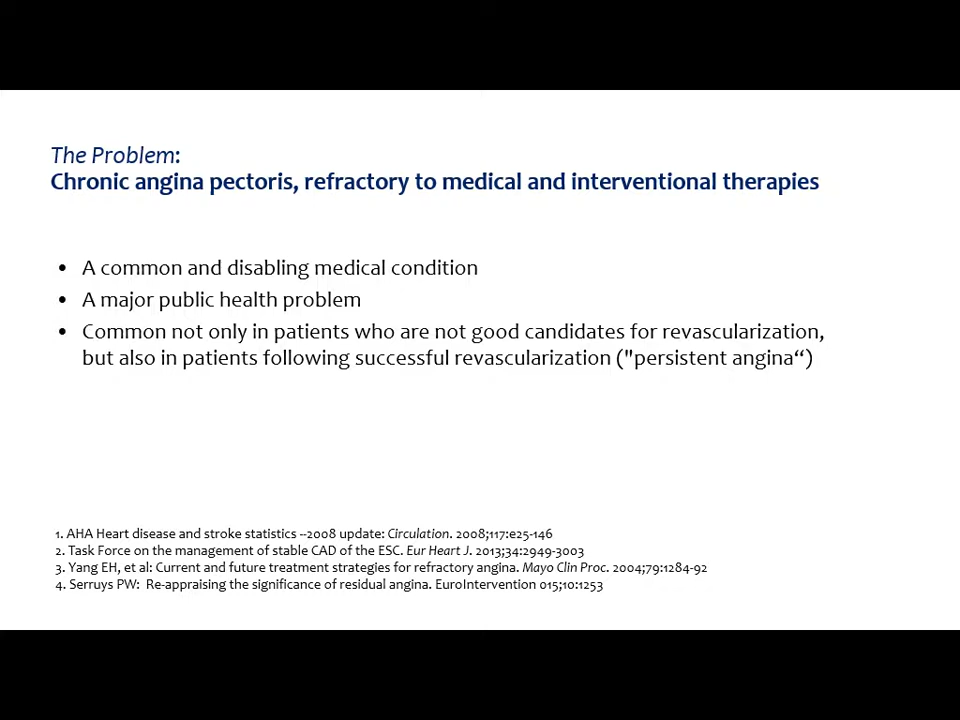 The Problem:
Chronic angina pectoris, refractory to medical and interventional therapies
• A common and disabling medical condition
• A major public health problem
• Common not only in patients who are not good candidates for revascularization,
but also in patients following successful revascularization ("persistent angina“)
1. AHA Heart disease and stroke statistics --2008 update: Circulation. 2008;117:e25-146
2. Task Force on the management of stable CAD of the ESC. Eur Heart J. 2013;34:2949-3003
3. Yang EH, et al: Current and future treatment strategies for refractory angina. Mayo Clin Proc. 2004;79:1284-92
4. Serruys PW: Re-appraising the significance of residual angina. EuroIntervention 015;10:1253